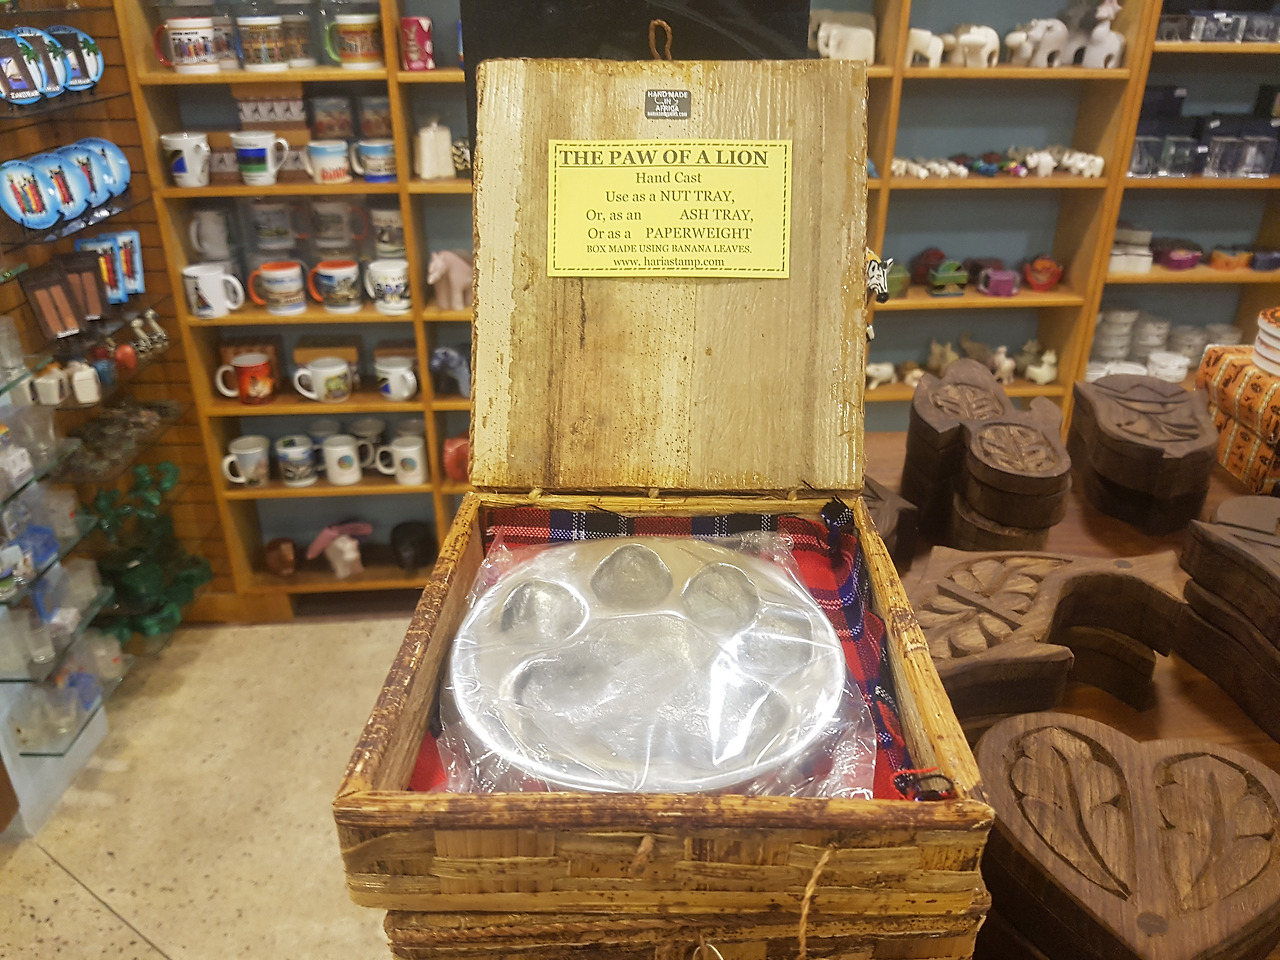 HAND MADE
IN
AFRICA
THE PAW OF A LION
Hand Cast
Use as a NUT TRAY,
Or, as an ASH TRAY,
Or as a PAPERWEIGHT
BOX MADE USING BANANA LEAVES.
www. hariastamp.com